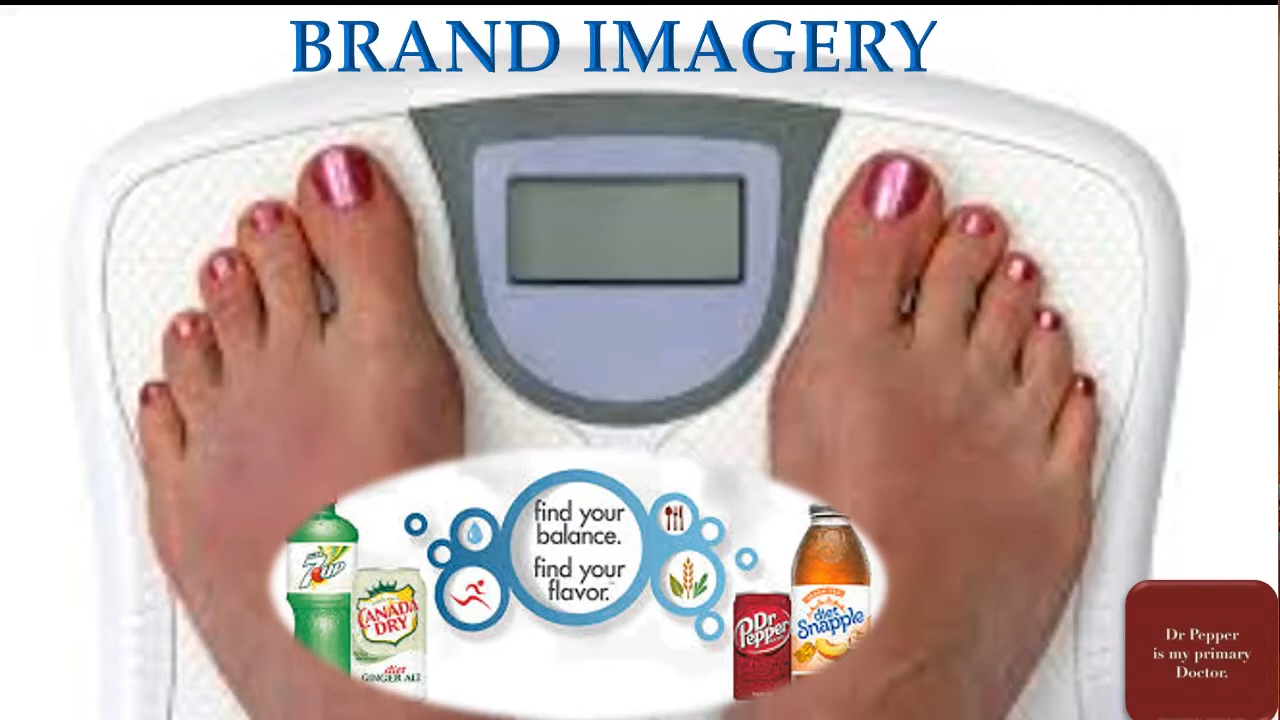 BRAND IMAGERY
find your
balance.
find your
flavor.
7up
CANADA
DRY
diet
GINGER ALE
Dr
Pepper
diet
Snapple
Dr Pepper
is my primary
Doctor.